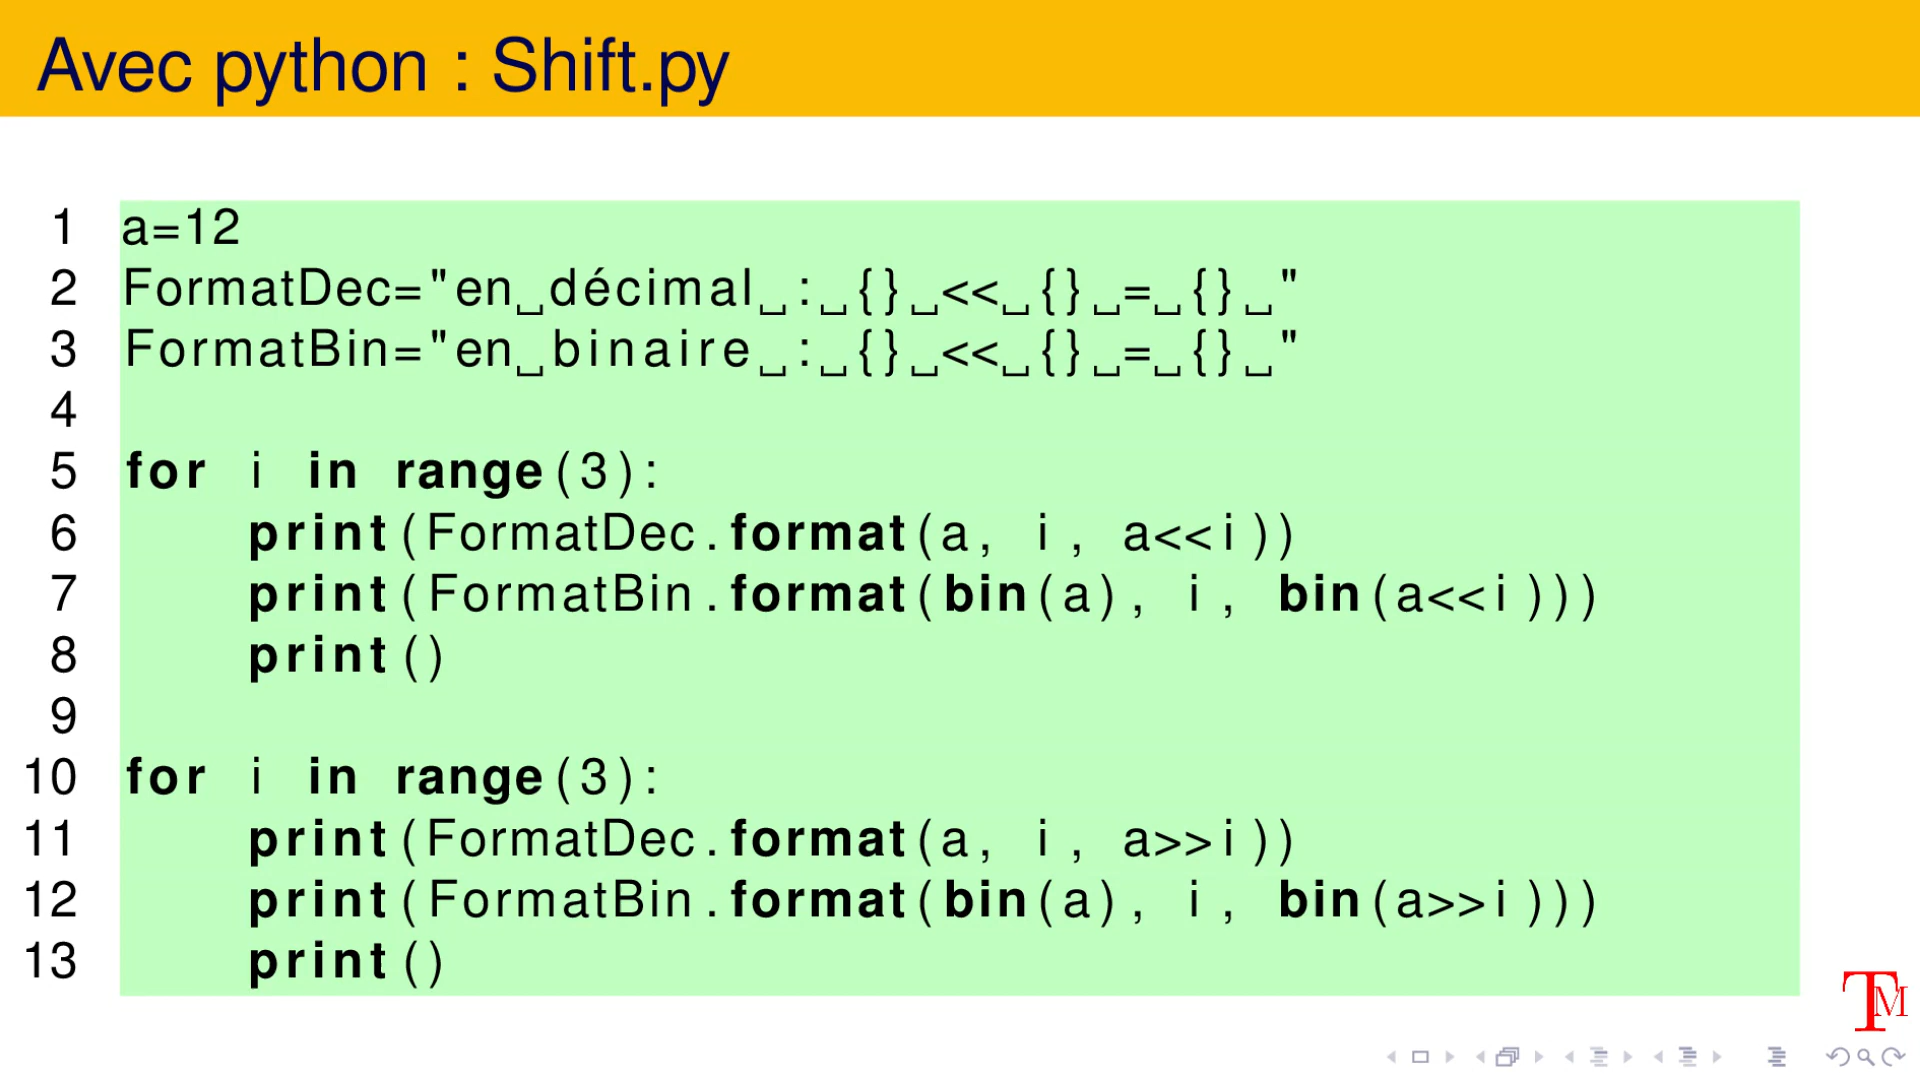 Avec python : Shift.py
1 a=12
2 FormatDec="en␣décimal␣:␣{}␣<<␣{}␣=␣{}␣"
3 FormatBin="en␣binaire␣:␣{}␣<<␣{}␣=␣{}␣"
4
5 for i in range(3):
6     print(FormatDec.format(a, i, a<<i))
7     print(FormatBin.format(bin(a), i, bin(a<<i)))
8     print()
9
10 for i in range(3):
11     print(FormatDec.format(a, i, a>>i))
12     print(FormatBin.format(bin(a), i, bin(a>>i)))
13     print()
TM